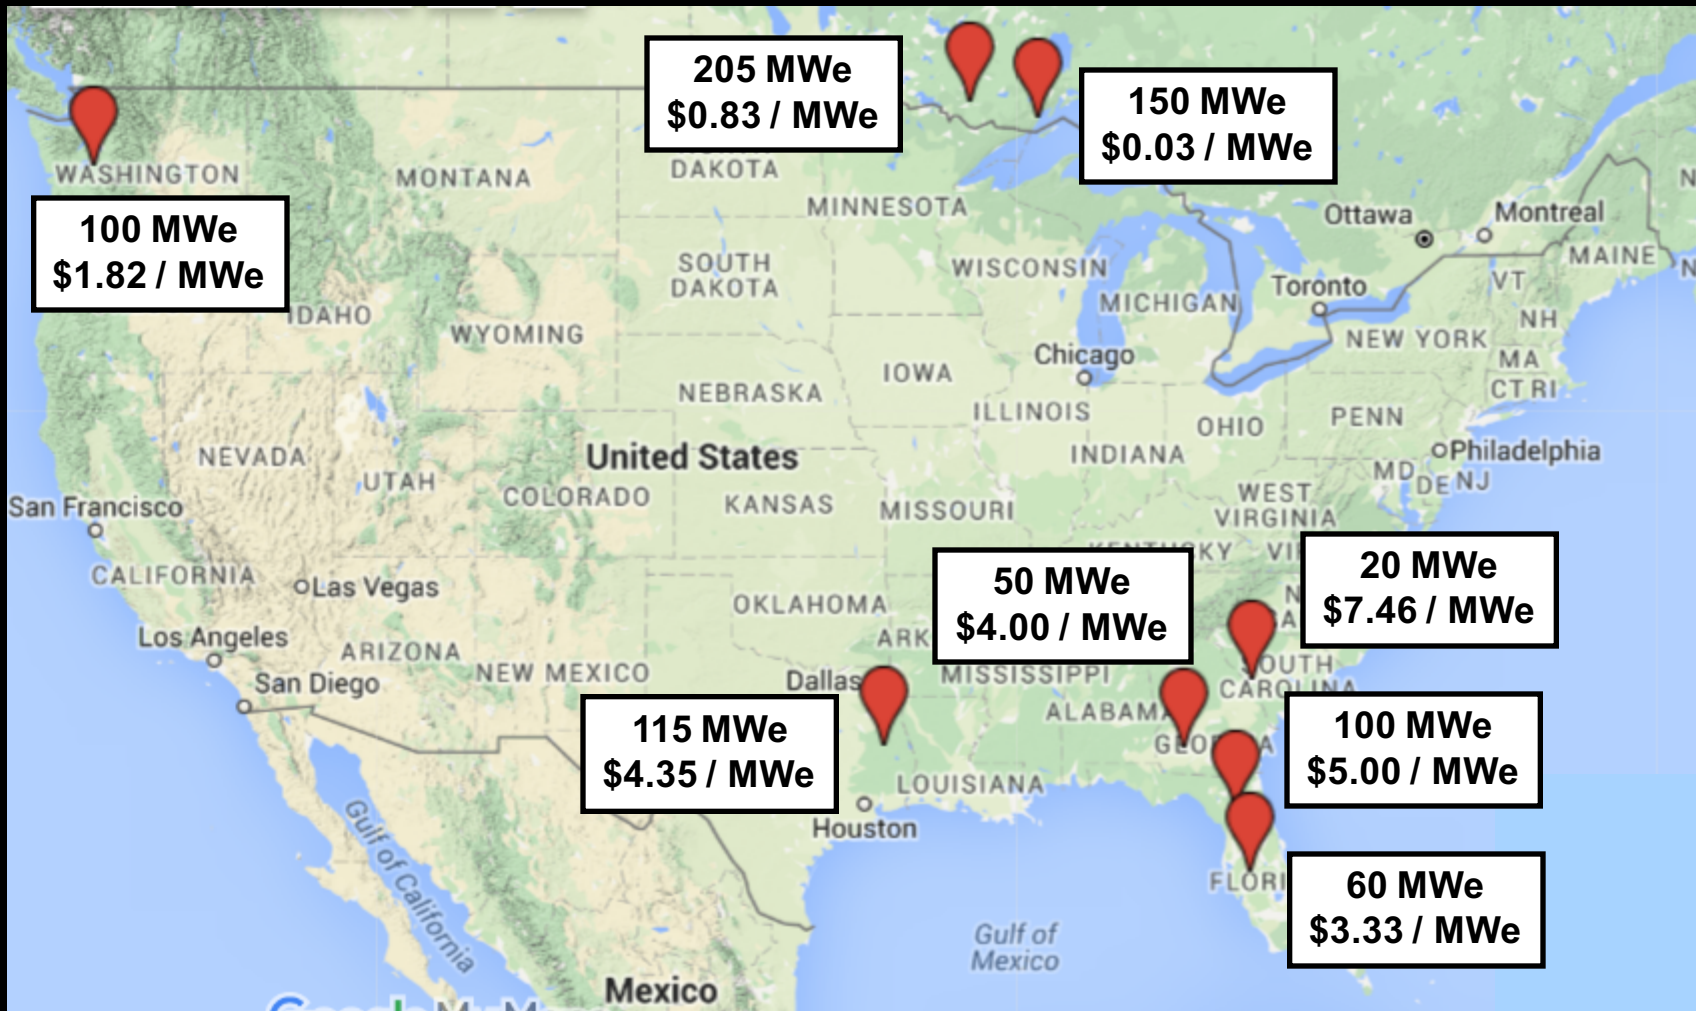 205 MWe
$0.83 / MWe
150 MWe
$0.03 / MWe
WASHINGTON
MONTANA
DAKOTA
MINNESOTA
100 MWe
$1.82 / MWe
Ottawa
Montreal
MAINE
SOUTH
DAKOTA
WISCONSIN
MICHIGAN
Toronto
VT
NH
IDAHO
WYOMING
NEW YORK
MA
CT RI
Chicago
IOWA
NEBRASKA
ILLINOIS
OHIO
PENN
INDIANA
Philadelphia
MD
DE
NJ
NEVADA
UTAH
United States
COLORADO
KANSAS
MISSOURI
WEST
VIRGINIA
San Francisco
CALIFORNIA
Las Vegas
OKLAHOMA
50 MWe
$4.00 / MWe
20 MWe
$7.46 / MWe
ARK
Los Angeles
ARIZONA
NEW MEXICO
San Diego
Dallas
MISSISSIPPI
ALABAMA
SOUTH
CAROLINA
115 MWe
$4.35 / MWe
100 MWe
$5.00 / MWe
LOUISIANA
Houston
Gulf of California
60 MWe
$3.33 / MWe
FLORI
Gulf of
Mexico
Mexico